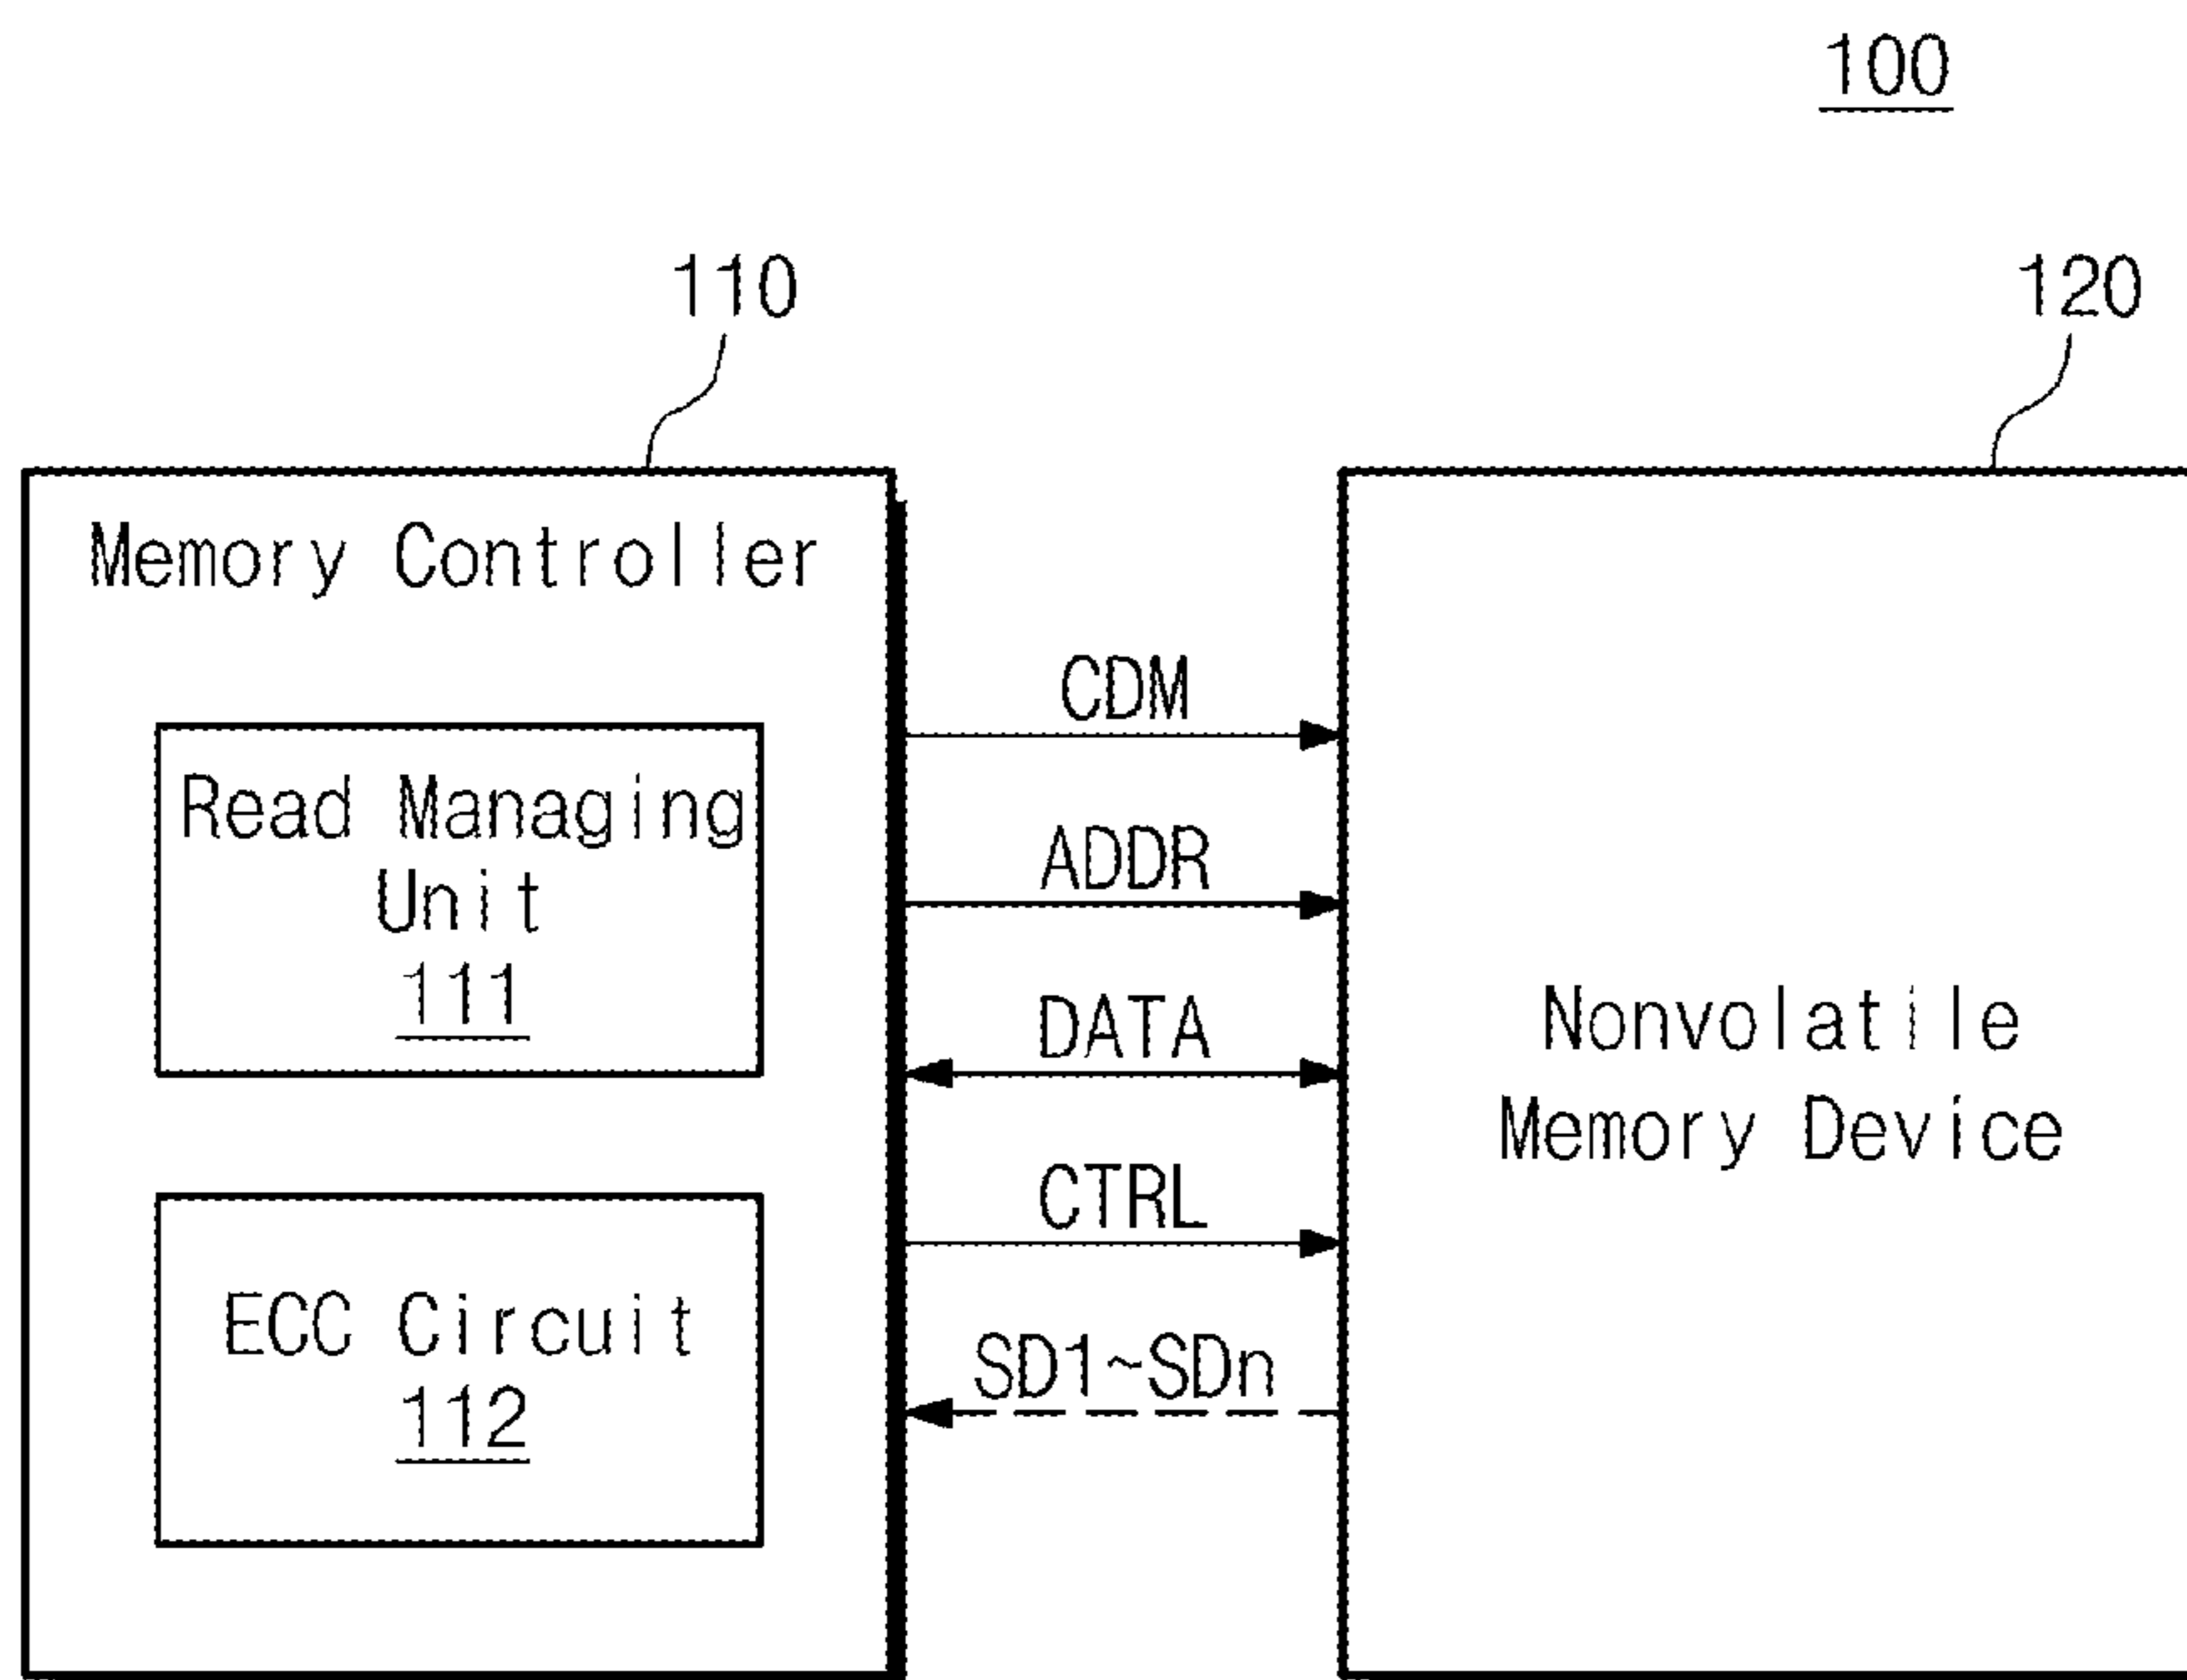 100
110
120
Memory Controller
Read Managing
Unit
111
ECC Circuit
112
CDM
ADDR
DATA
CTRL
SD1~SDn
Nonvolatile
Memory Device